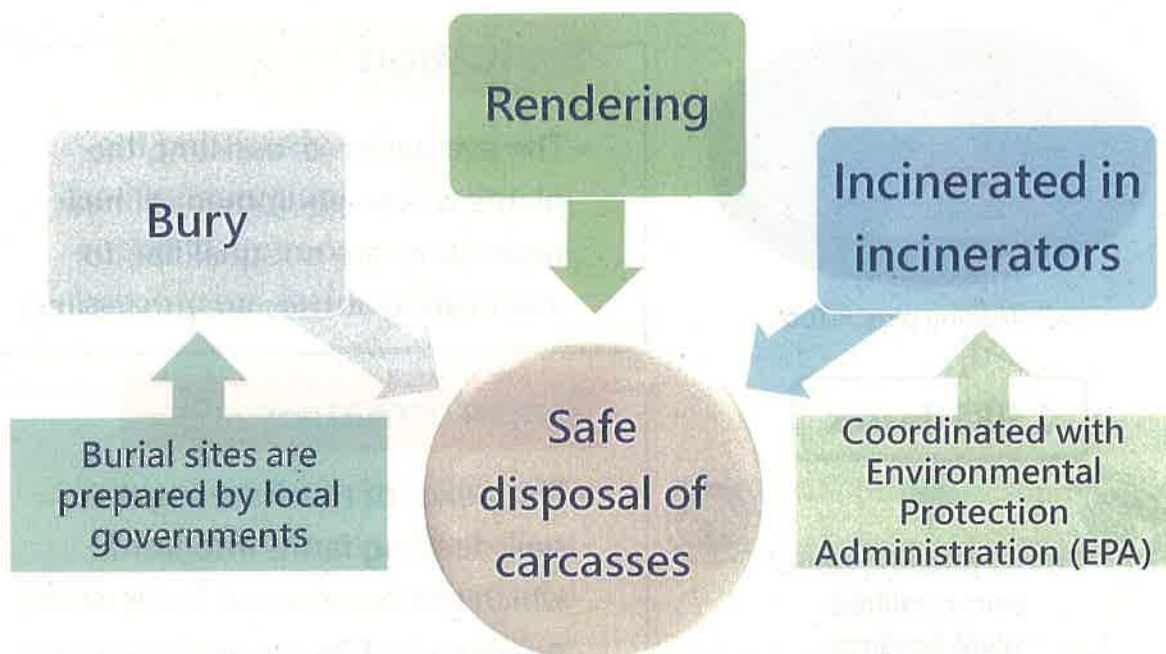 Rendering
Bury
Incinerated in
incinerators
Burial sites are
prepared by local
governments
Safe
disposal of
carcasses
Coordinated with
Environmental
Protection
Administration (EPA)